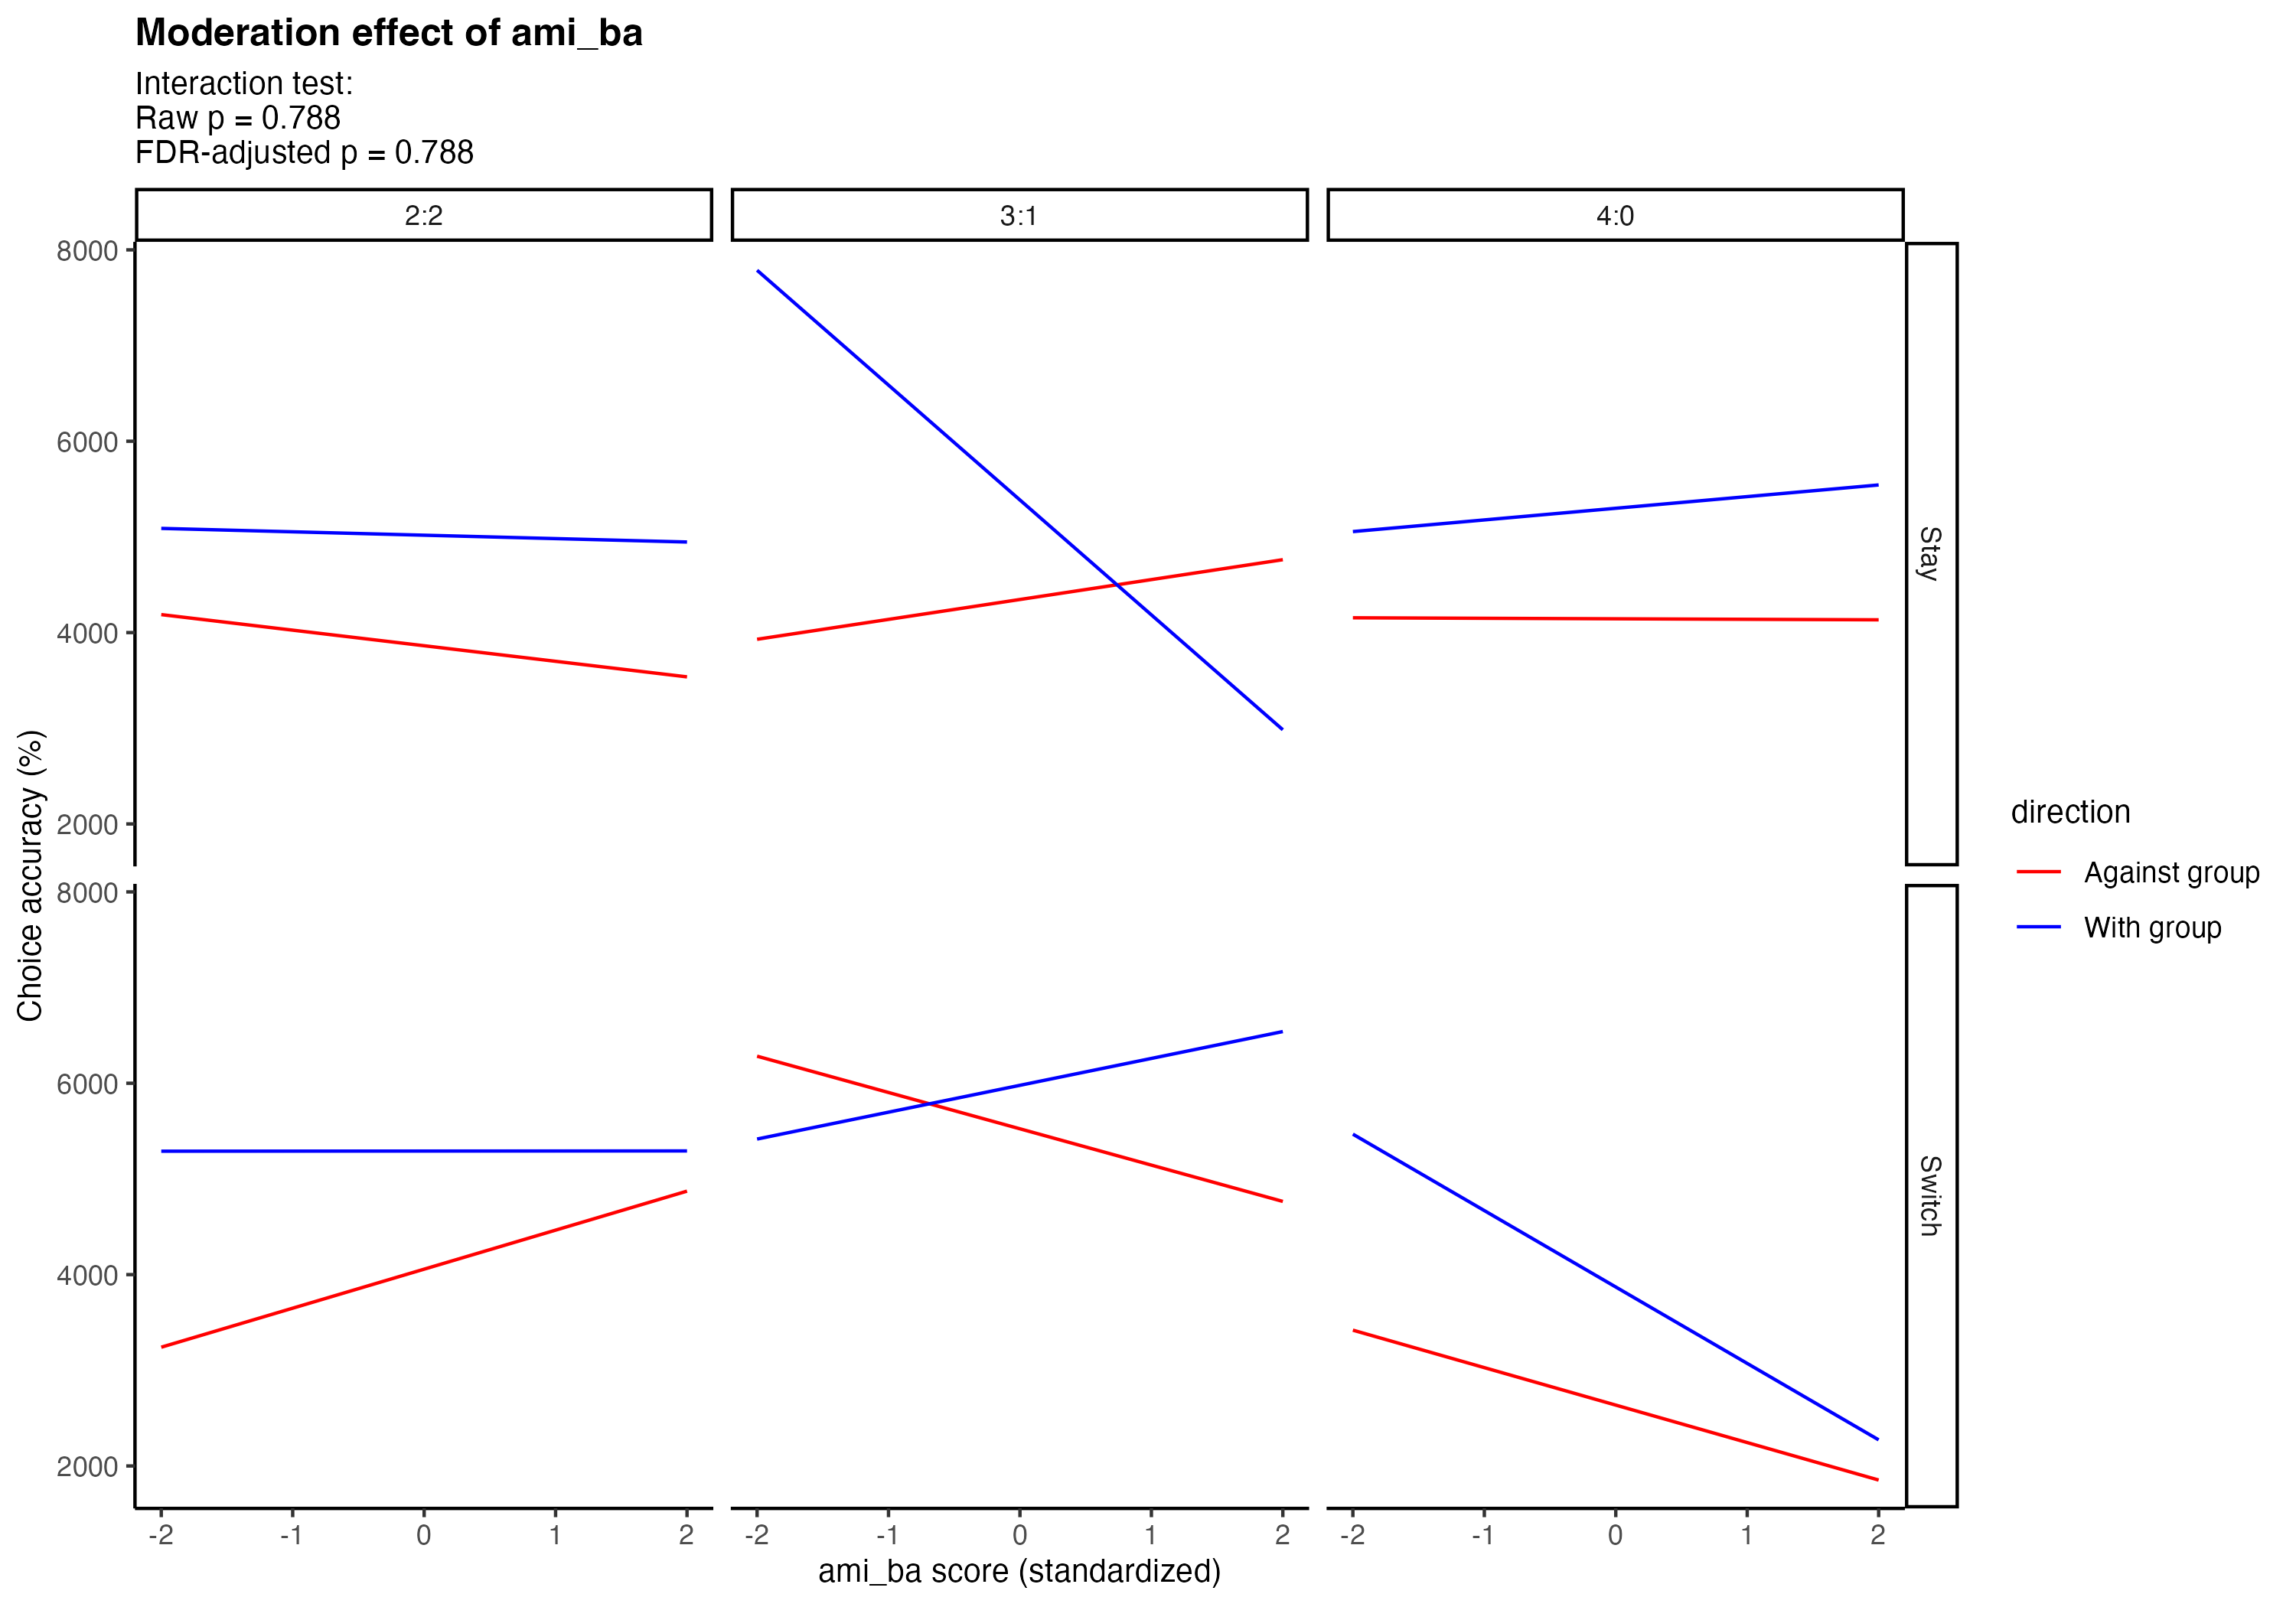 Moderation effect of ami_ba
Interaction test:
Raw p = 0.788
FDR-adjusted p = 0.788
2:2
3:1
4:0
8000
6000
4000
2000
Stay
8000
6000
4000
2000
Switch
Choice accuracy (%)
-2 -1 0 1 2
-2 -1 0 1 2
-2 -1 0 1 2
ami_ba score (standardized)
direction
Against group
With group